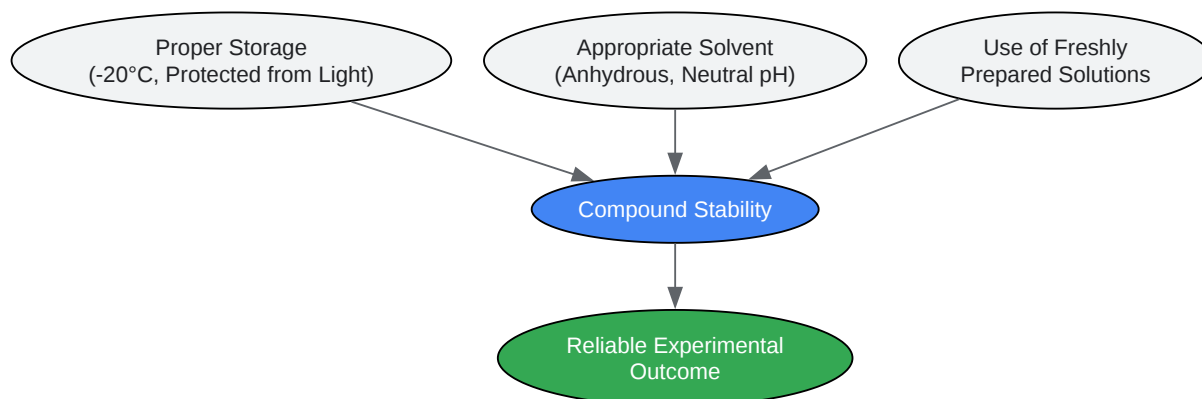 Proper Storage
(-20°C, Protected from Light)
Appropriate Solvent
(Anhydrous, Neutral pH)
Use of Freshly
Prepared Solutions
Compound Stability
Reliable Experimental
Outcome